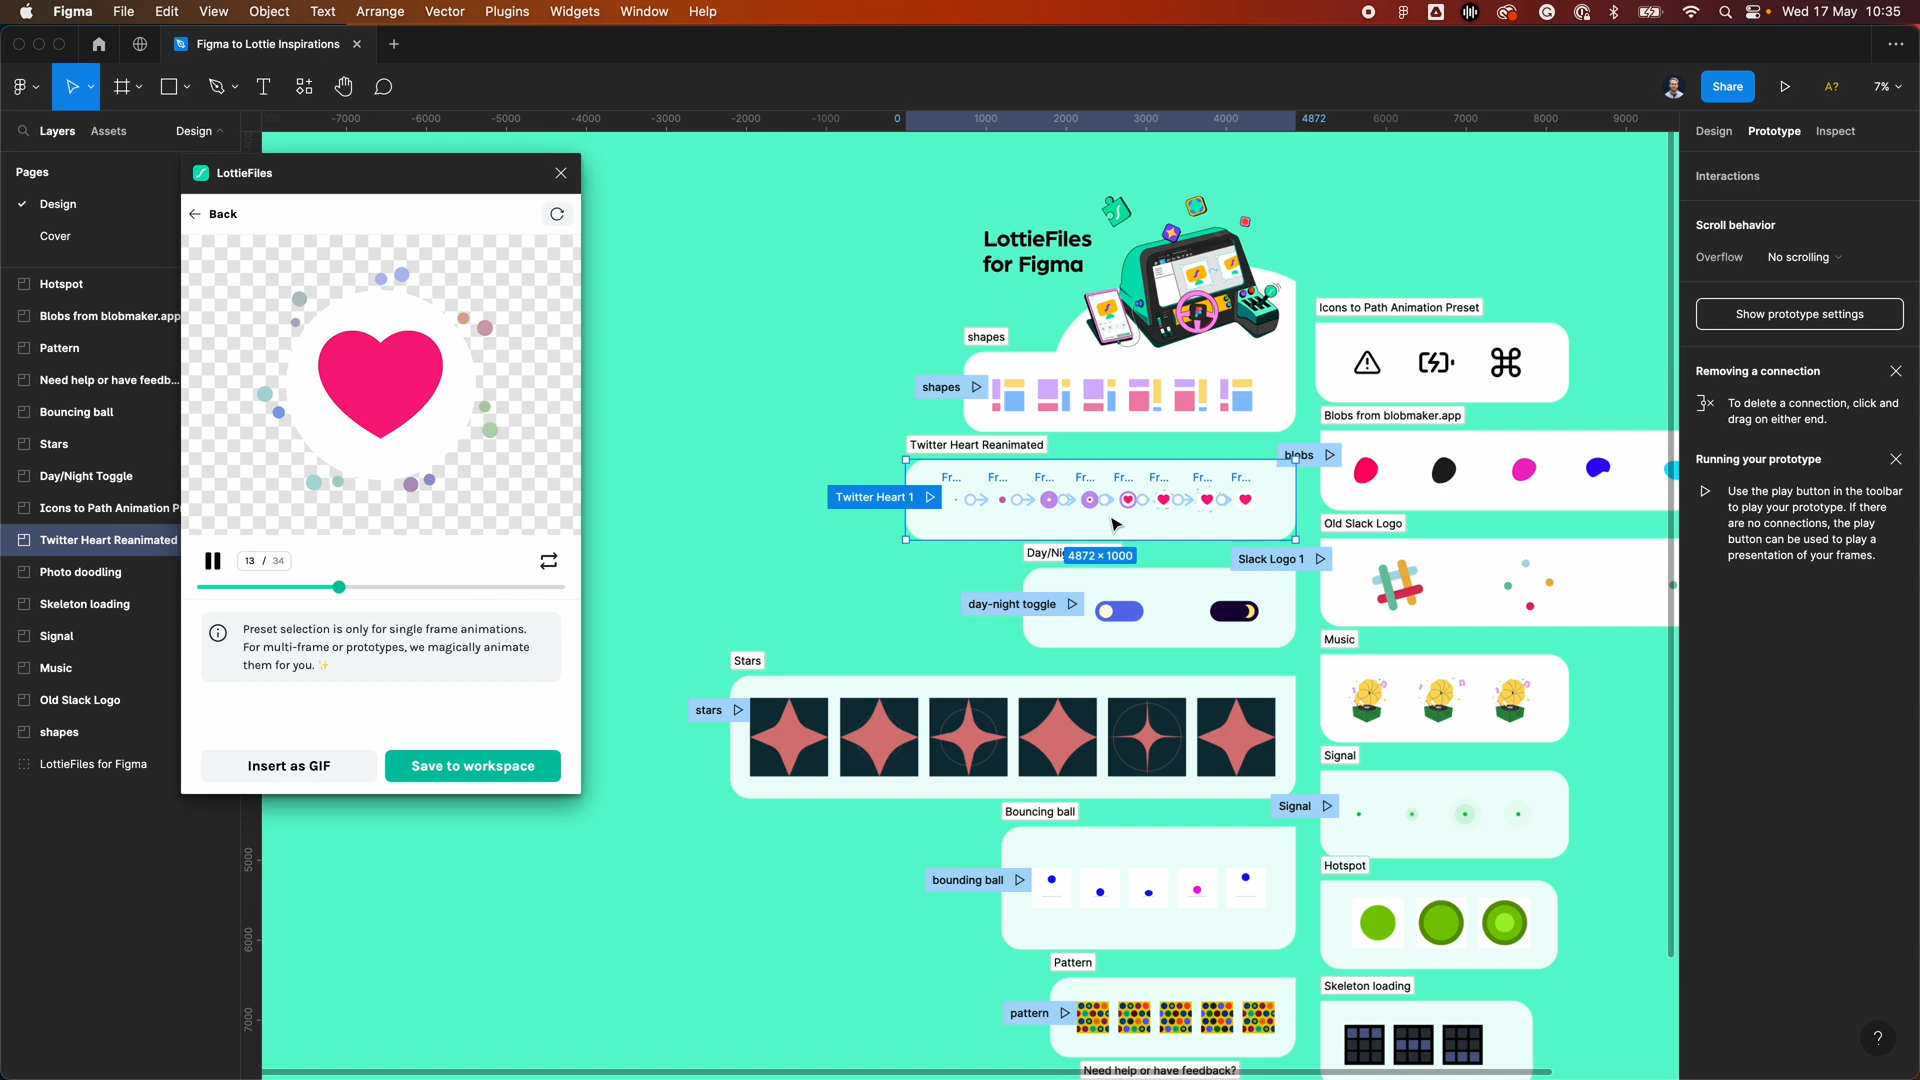 Figma File Edit View Object Text Arrange Vector Plugins Widgets Window Help
Wed 17 May 10:35
Figma to Lottie Inspirations
Share
A?
7%
Layers Assets Design
-7000 -6000 -5000 -4000 -3000 -2000 -1000 0 1000 2000 3000 4000 4872 6000 7000 8000 9000
Design Prototype Inspect
Pages
Design
Cover
Hotspot
Blobs from blobmaker.app
Pattern
Need help or have feedb...
Bouncing ball
Stars
Day/Night Toggle
Icons to Path Animation P
Twitter Heart Reanimated
Photo doodling
Skeleton loading
Signal
Music
Old Slack Logo
shapes
LottieFiles for Figma
LottieFiles
Back
13 / 34
Preset selection is only for single frame animations.
For multi-frame or prototypes, we magically animate
them for you. ✨
Insert as GIF
Save to workspace
5000
6000
7000
LottieFiles
for Figma
shapes
shapes
Twitter Heart Reanimated
Fr... Fr... Fr... Fr... Fr... Fr... Fr... Fr...
Twitter Heart 1
4872 × 1000
day-night toggle
Stars
stars
Bouncing ball
bounding ball
Pattern
pattern
Need help or have feedback?
Icons to Path Animation Preset
Blobs from blobmaker.app
blobs
Old Slack Logo
Slack Logo 1
Music
Signal
Signal
Hotspot
Skeleton loading
Interactions
Scroll behavior
Overflow No scrolling
Show prototype settings
Removing a connection
To delete a connection, click and
drag on either end.
Running your prototype
Use the play button in the toolbar
to play your prototype. If there
are no connections, the play
button can be used to play a
presentation of your frames.
?